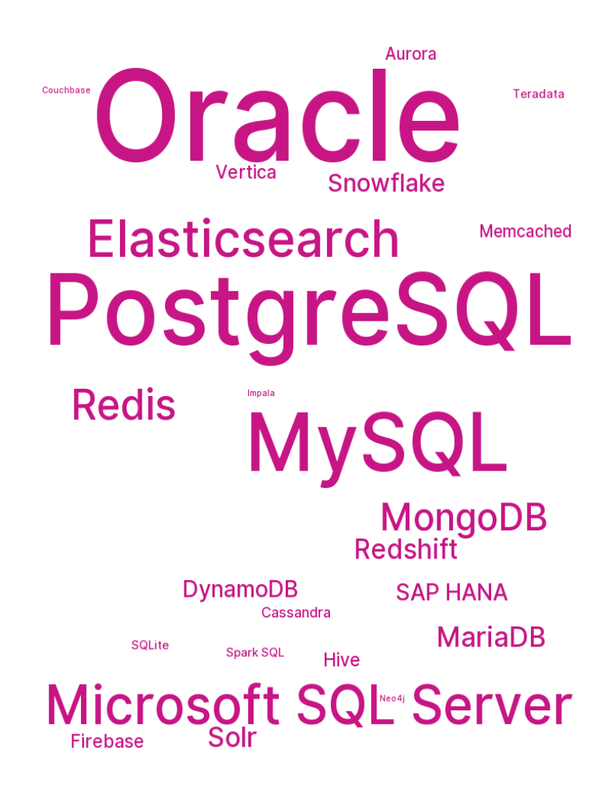 Aurora
Couchbase
Oracle
Teradata
Vertica
Snowflake
Elasticsearch
Memcached
PostgreSQL
Redis
Impala
MySQL
MongoDB
Redshift
DynamoDB
SAP HANA
Cassandra
MariaDB
SQLite
Spark SQL
Hive
Microsoft SQL Server
Neo4j
Firebase
Solr